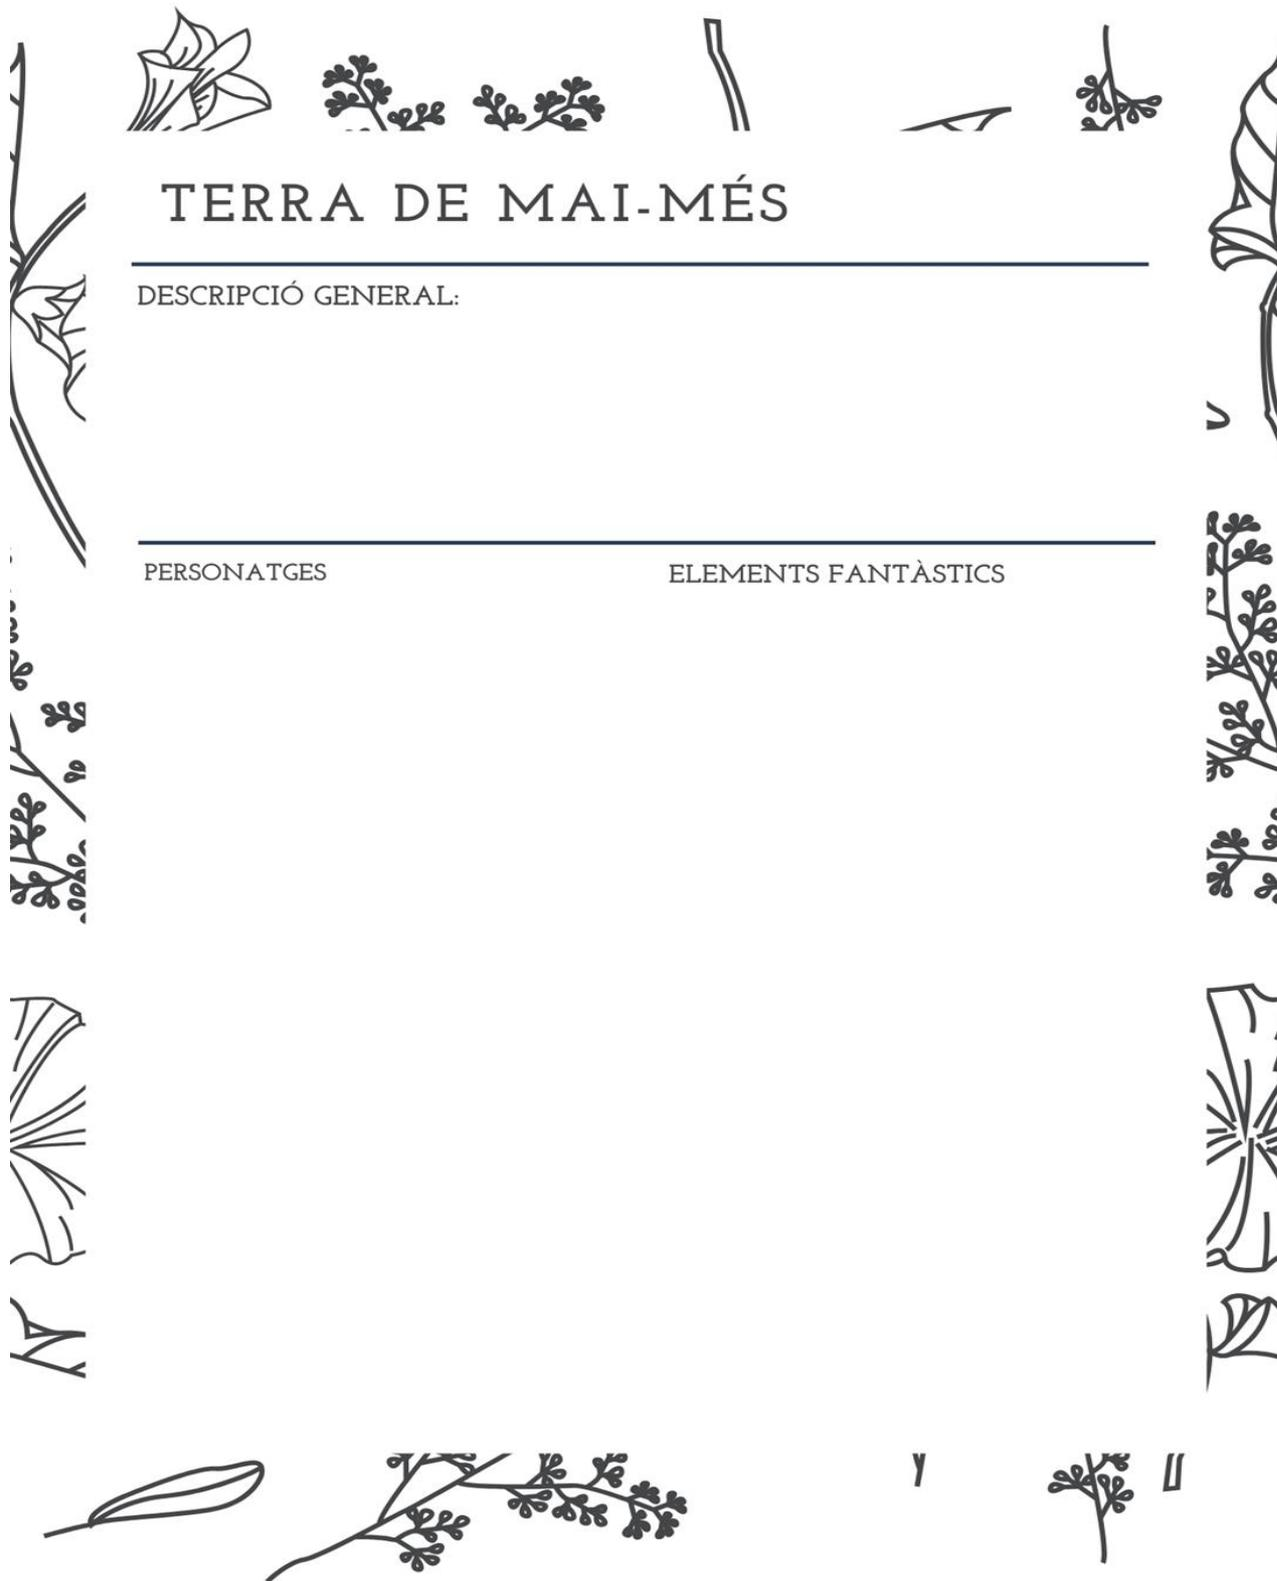 TERRA DE MAI-MÉS
DESCRIPCIÓ GENERAL:
PERSONATGES
ELEMENTS FANTÀSTICS